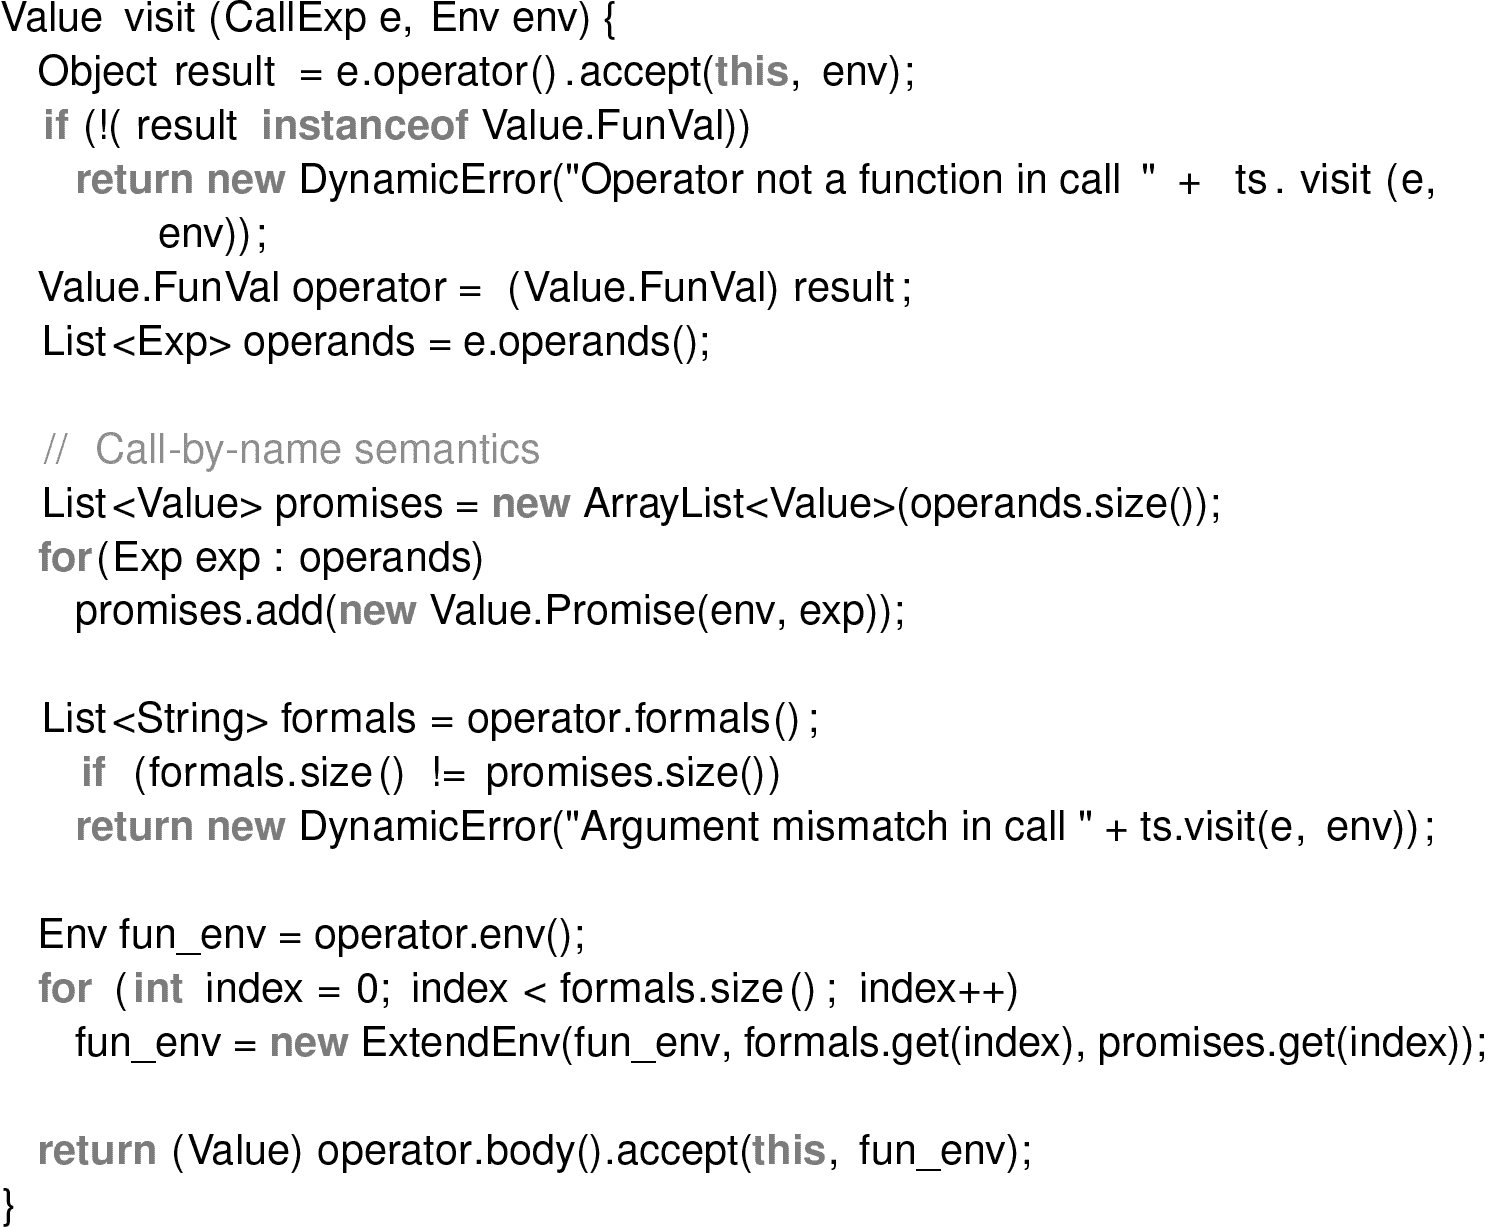 Value visit (CallExp e, Env env) {
Object result = e.operator().accept(this, env);
if (!( result instanceof Value.FunVal))
return new DynamicError("Operator not a function in call " + ts. visit (e,
env));
Value.FunVal operator = (Value.FunVal) result;
List<Exp> operands = e.operands();
// Call-by-name semantics
List<Value> promises = new ArrayList<Value>(operands.size());
for(Exp exp : operands)
promises.add(new Value.Promise(env, exp));
List<String> formals = operator.formals();
if (formals.size() != promises.size())
return new DynamicError("Argument mismatch in call " + ts.visit(e, env));
Env fun_env = operator.env();
for (int index = 0; index < formals.size(); index++)
fun_env = new ExtendEnv(fun_env, formals.get(index), promises.get(index));
return (Value) operator.body().accept(this, fun_env);
}